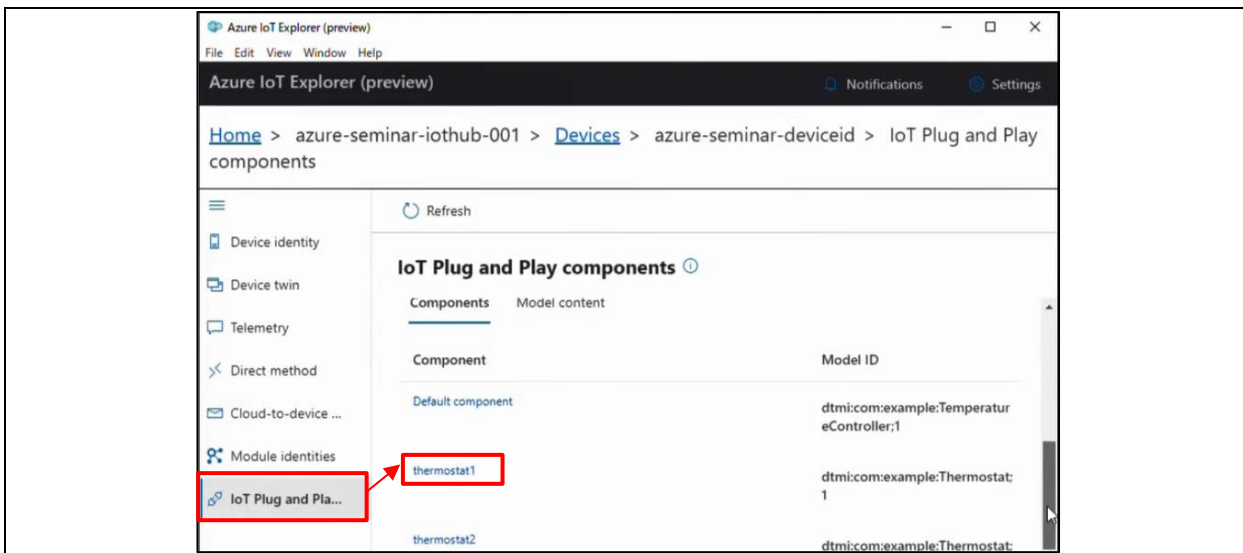 Azure IoT Explorer (preview)
File Edit View Window Help
Azure IoT Explorer (preview)
Notifications
Settings
Home > azure-seminar-iothub-001 > Devices > azure-seminar-deviceid > IoT Plug and Play
components
Refresh
Device identity
Device twin
Telemetry
Direct method
Cloud-to-device ...
Module identities
IoT Plug and Pla...
IoT Plug and Play components
Components
Model content
Component
Model ID
Default component
dtmi:com:example:Temperatur
eController;1
thermostat1
dtmi:com:example:Thermostat;
1
thermostat2
dtmi:com:example:Thermostat;